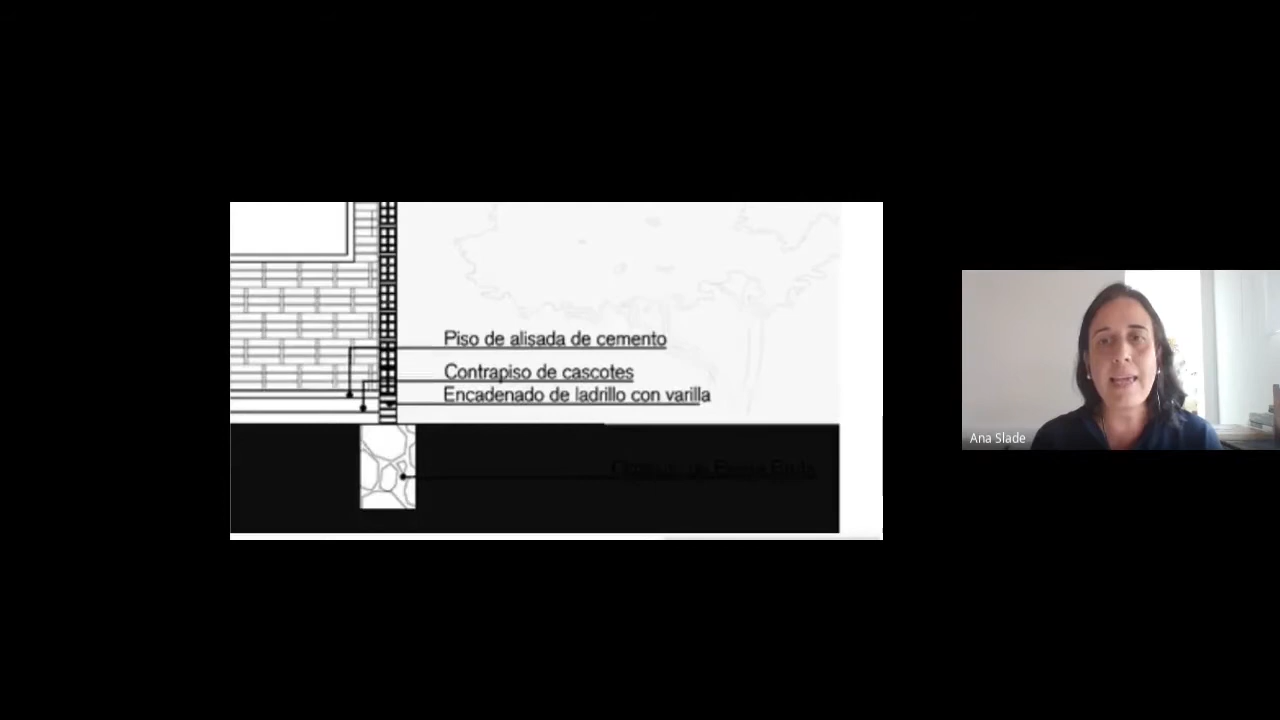 Piso de alisada de cemento
Contrapiso de cascotes
Encadenado de ladrillo con varilla
Ana Slade